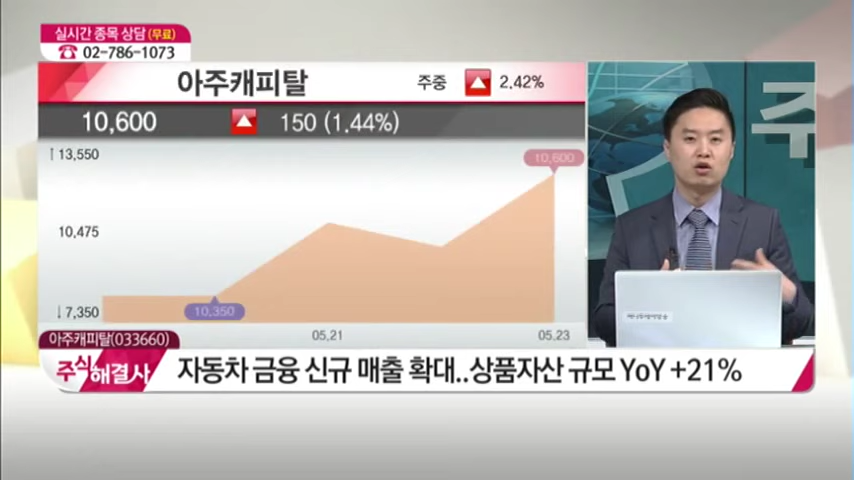 실시간 종목 상담 (무료)
☎ 02-786-1073
아주캐피탈
주중 ▲ 2.42%
10,600 ▲ 150 (1.44%)
↑ 13,550
10,600
10,475
10,350
↓ 7,350
05,21
05,23
주
아주캐피탈(033660)
주식해결사
자동차 금융 신규 매출 확대..상품자산 규모 YoY +21%